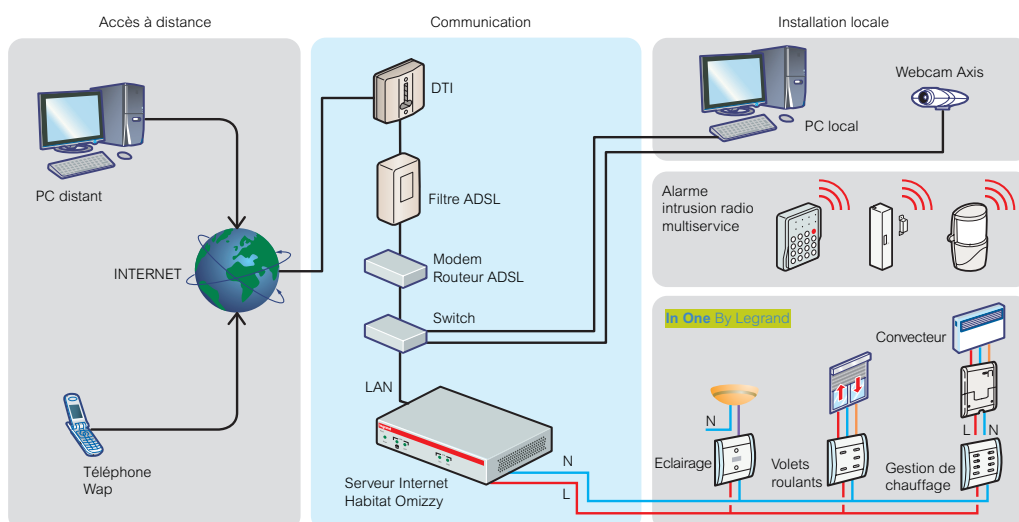 Accès à distance
Communication
Installation locale
PC distant
INTERNET
Téléphone
Wap
DTI
Filtre ADSL
Modem
Routeur ADSL
Switch
LAN
Serveur Internet
Habitat Omizzy
N
L
PC local
Webcam Axis
Alarme
intrusion radio
multiservice
In One By Legrand
Convecteur
N
L N
Eclairage
Volets
roulants
Gestion de
chauffage